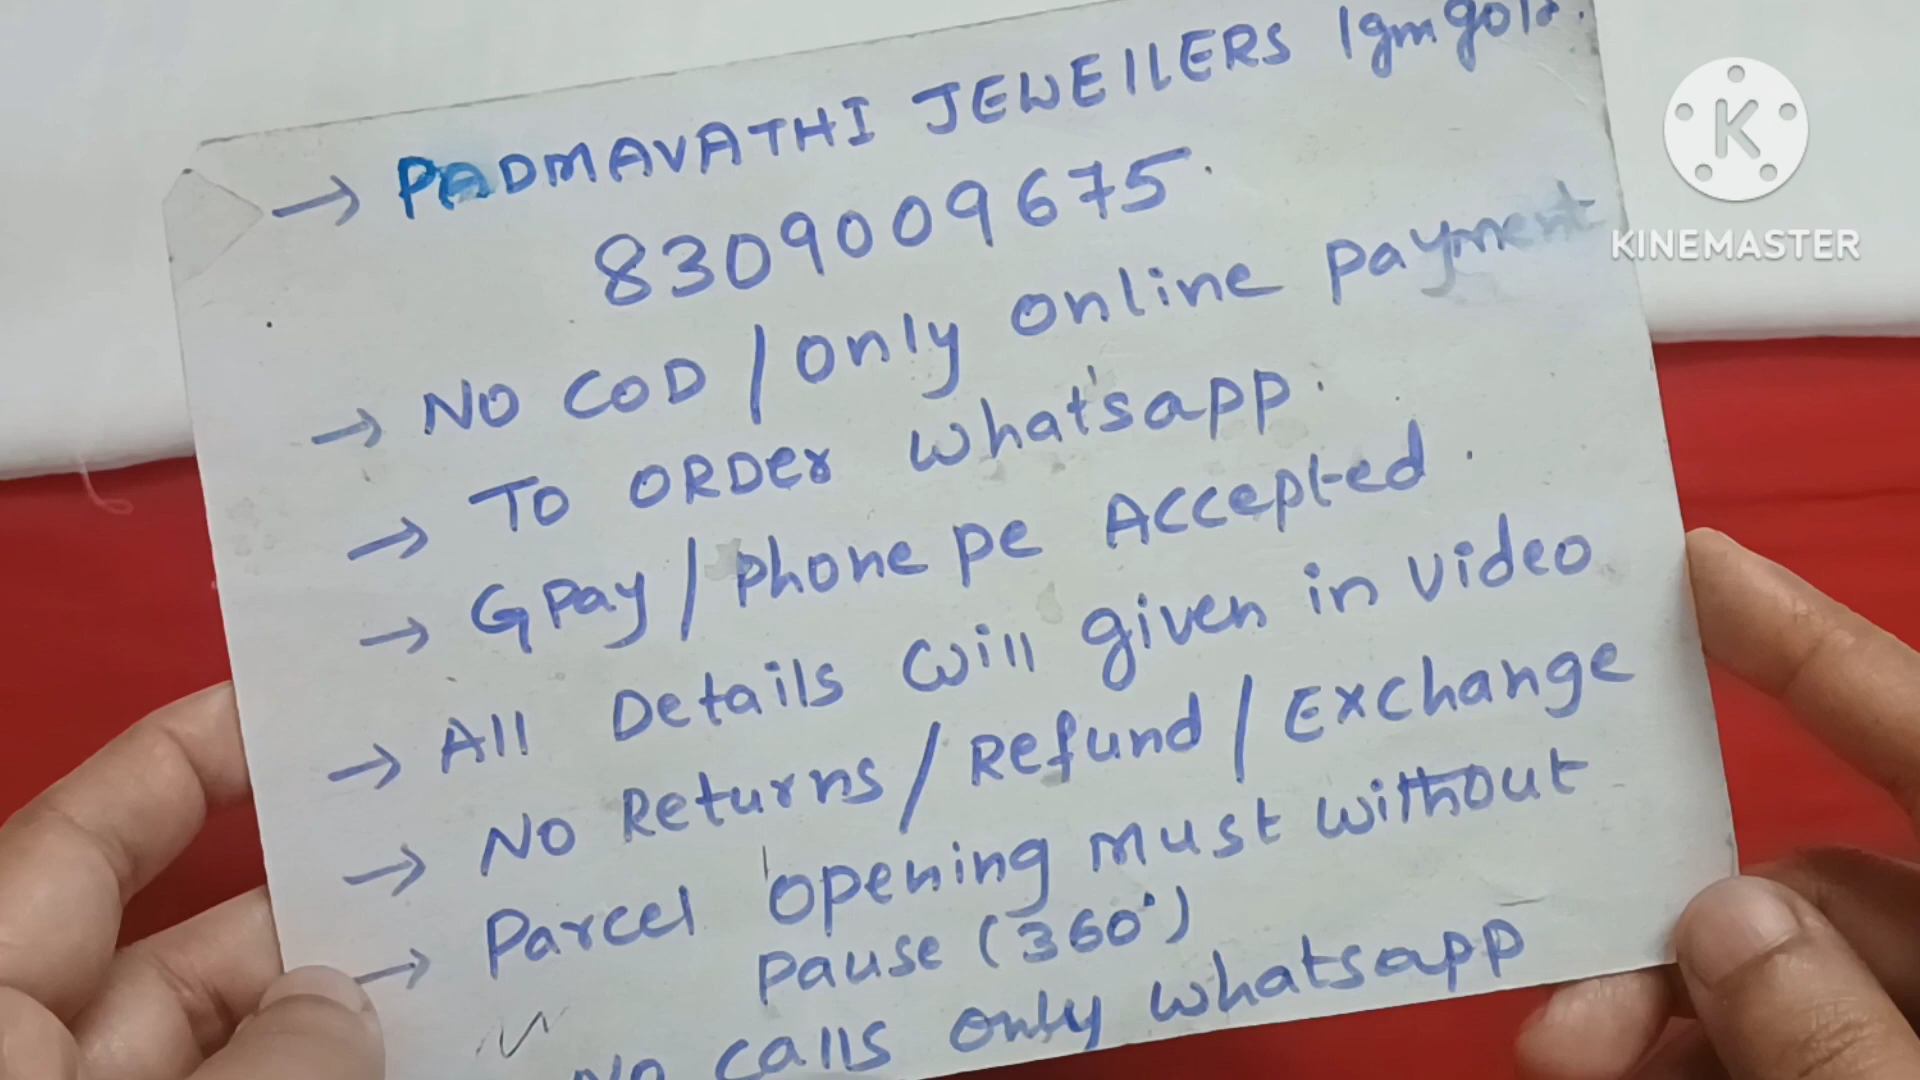 → PADMAVATHI JEWEllERS 1gm gold.
8309009675.
→ NO COD / only online payment
→ TO ORDER whatsapp.
→ GPay / phone pe Accepted.
→ All Details will given in video
→ NO Returns / Refund / Exchange
→ Parcel opening must without
pause (360°)
NO calls only whatsapp
K
KINEMASTER